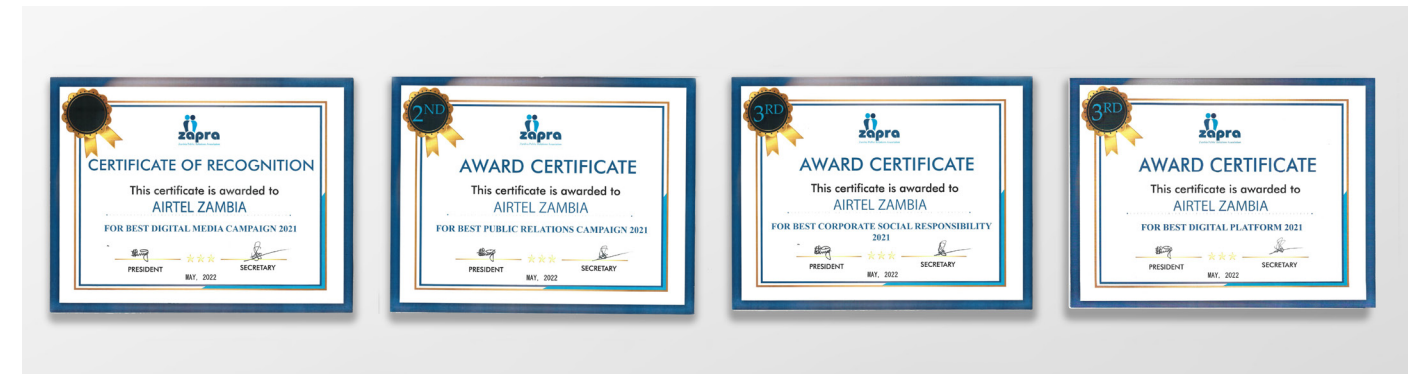 zapra
CERTIFICATE OF RECOGNITION
This certificate is awarded to
AIRTEL ZAMBIA
FOR BEST DIGITAL MEDIA CAMPAIGN 2021
PRESIDENT
SECRETARY
MAY, 2022
2ND
zapra
AWARD CERTIFICATE
This certificate is awarded to
AIRTEL ZAMBIA
FOR BEST PUBLIC RELATIONS CAMPAIGN 2021
PRESIDENT
SECRETARY
MAY, 2022
3RD
zapra
AWARD CERTIFICATE
This certificate is awarded to
AIRTEL ZAMBIA
FOR BEST CORPORATE SOCIAL RESPONSIBILITY
2021
PRESIDENT
SECRETARY
MAY, 2022
3RD
zapra
AWARD CERTIFICATE
This certificate is awarded to
AIRTEL ZAMBIA
FOR BEST DIGITAL PLATFORM 2021
PRESIDENT
SECRETARY
MAY, 2022